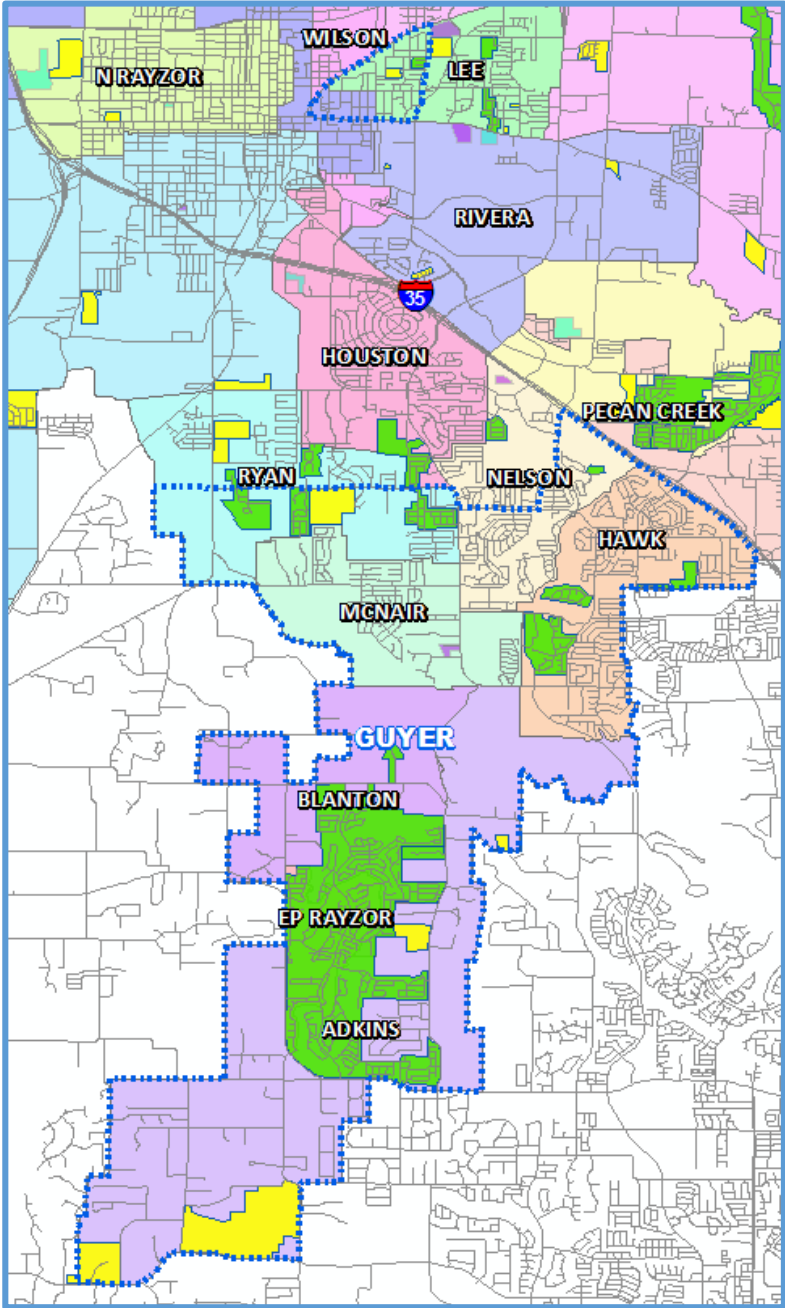 WILSON
LEE
N RAYZOR
RIVERA
35
HOUSTON
PECAN CREEK
RYAN
NELSON
HAWK
MCNAIR
GUYER
BLANTON
EP RAYZOR
ADKINS